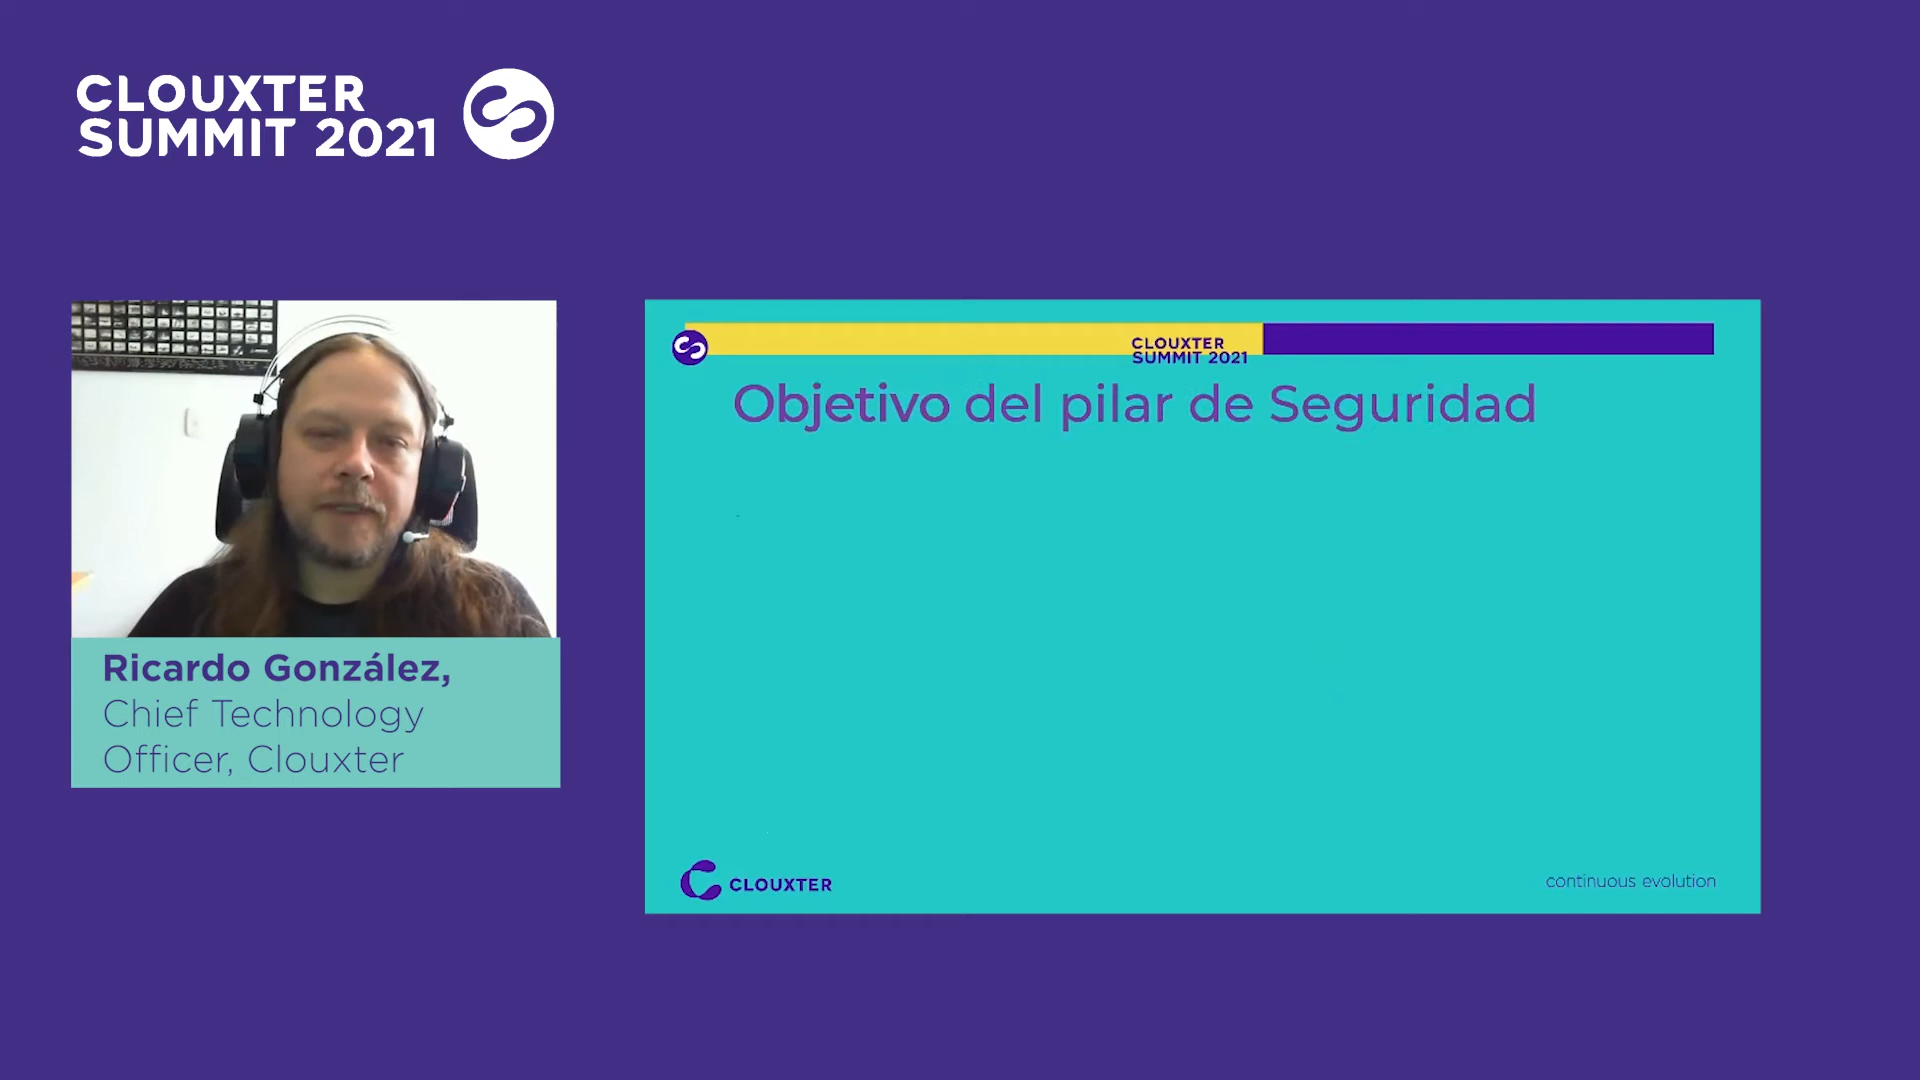 CLOUXTER
SUMMIT 2021
Ricardo González,
Chief Technology
Officer, Clouxter
CLOUXTER
SUMMIT 2021
Objetivo del pilar de Seguridad
CLOUXTER
continuous evolution